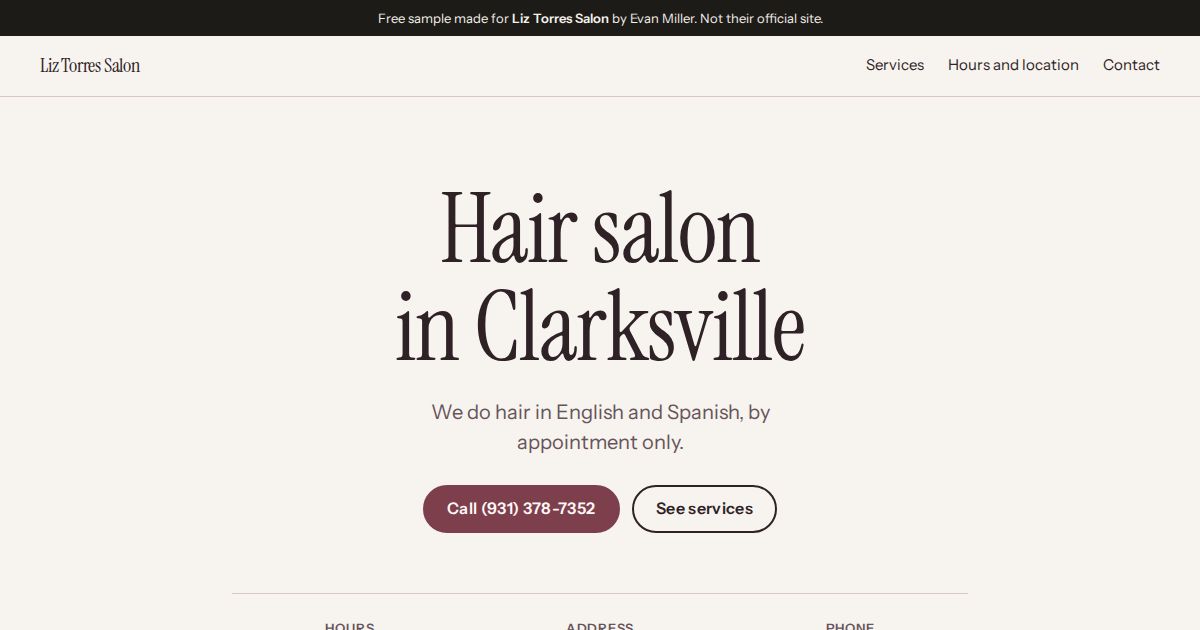 Free sample made for Liz Torres Salon by Evan Miller. Not their official site.
Liz Torres Salon
Services
Hours and location
Contact
Hair salon
in Clarksville
We do hair in English and Spanish, by
appointment only.
Call (931) 378-7352
See services
HOURS
ADDRESS
PHONE